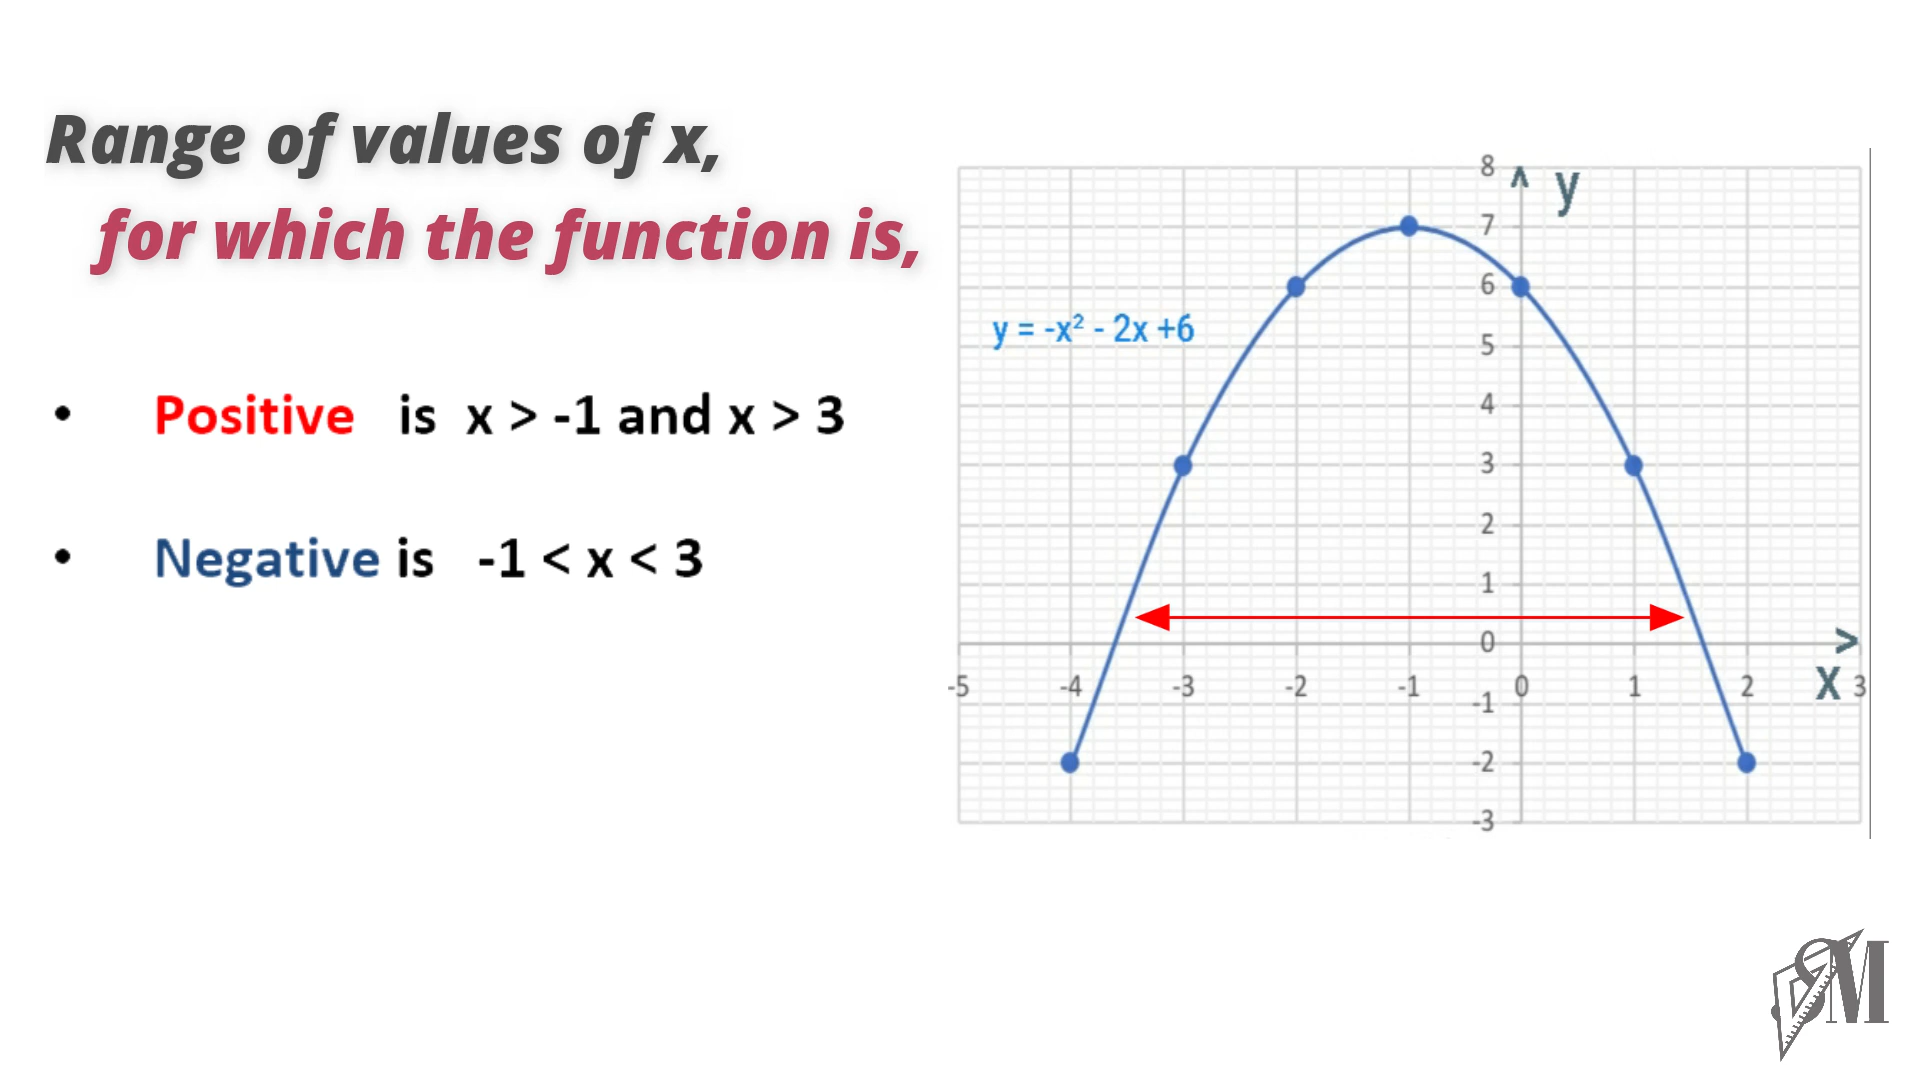 Range of values of x,
for which the function is,
• Positive is x > -1 and x > 3
• Negative is -1 < x < 3
y = -x² - 2x +6
8
y
7
6
5
4
3
2
1
0
-5 -4 -3 -2 -1 0 1 2 X 3
-1
-2
-3
SM